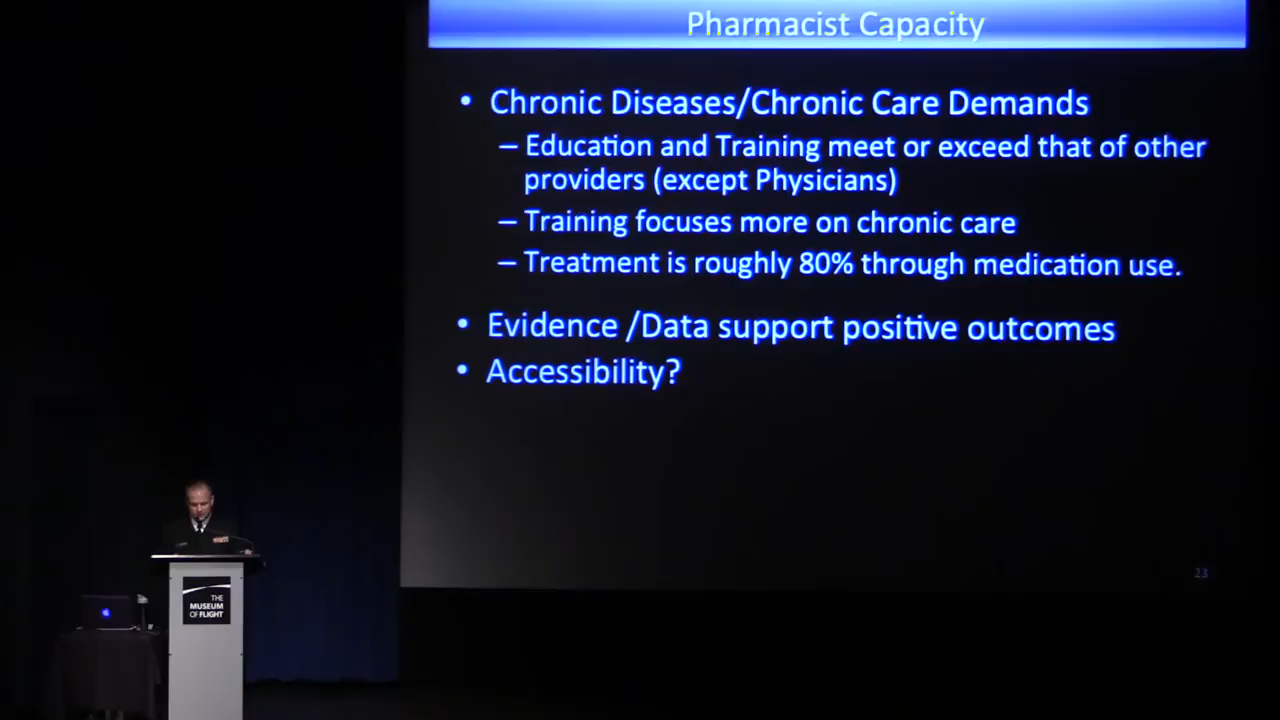 Pharmacist Capacity
• Chronic Diseases/Chronic Care Demands
– Education and Training meet or exceed that of other
providers (except Physicians)
– Training focuses more on chronic care
– Treatment is roughly 80% through medication use.
• Evidence /Data support positive outcomes
• Accessibility?
23
THE
MUSEUM
OF FLIGHT